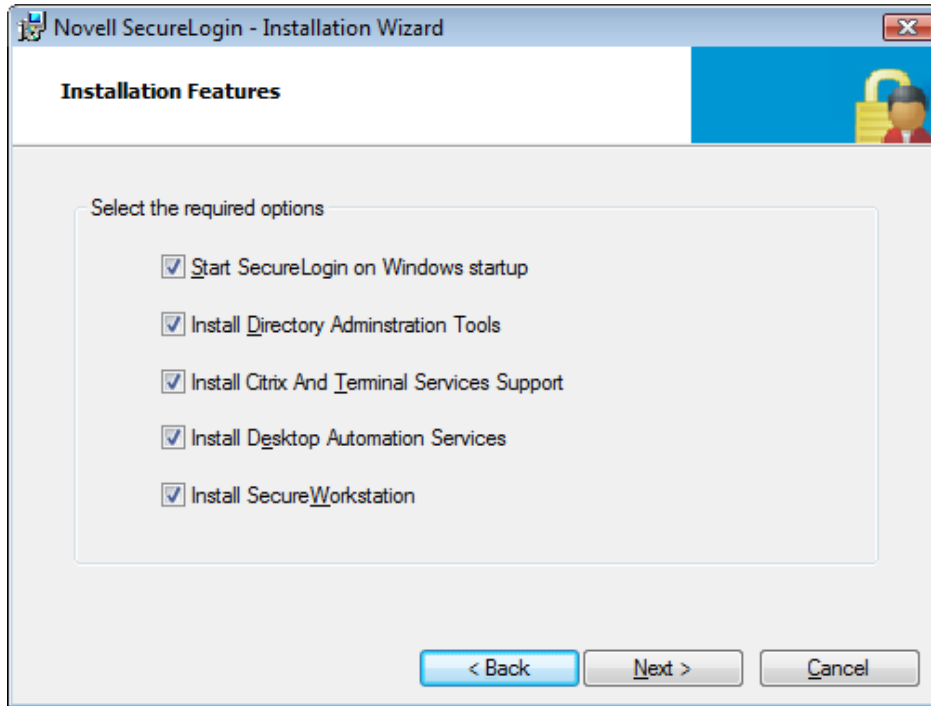 Novell SecureLogin - Installation Wizard
Installation Features
Select the required options
Start SecureLogin on Windows startup
Install Directory Adminstration Tools
Install Citrix And Terminal Services Support
Install Desktop Automation Services
Install SecureWorkstation
< Back Next > Cancel